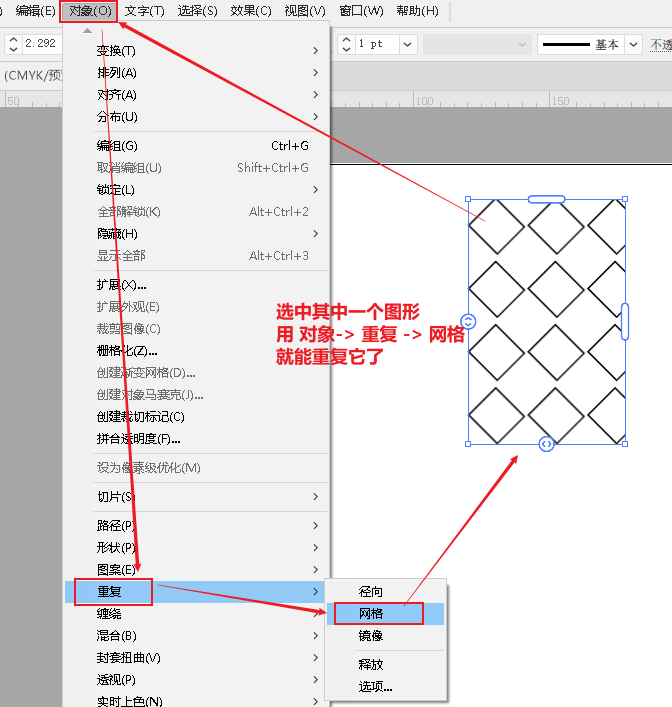 编辑(E) 对象(O) 文字(T) 选择(S) 效果(C) 视图(V) 窗口(W) 帮助(H)
2.292 1 pt 基本 不透
(CMYK/预
50 100 150
变换(T)
排列(A)
对齐(A)
分布(U)
编组(G) Ctrl+G
取消编组(U) Shift+Ctrl+G
锁定(L)
全部解锁(K) Alt+Ctrl+2
隐藏(H)
显示全部 Alt+Ctrl+3
扩展(X)...
扩展外观(E)
裁剪图像(C)
栅格化(Z)...
创建渐变网格(D)...
创建对象马赛克(J)...
创建裁切标记(C)
拼合透明度(F)...
设为像素级优化(M)
切片(S)
路径(P)
形状(P)
图案(E)
重复
缠绕
混合(B)
封套扭曲(V)
透视(P)
实时上色(N)
径向
网格
镜像
释放
选项...
选中其中一个图形
用 对象-> 重复 -> 网格
就能重复它了